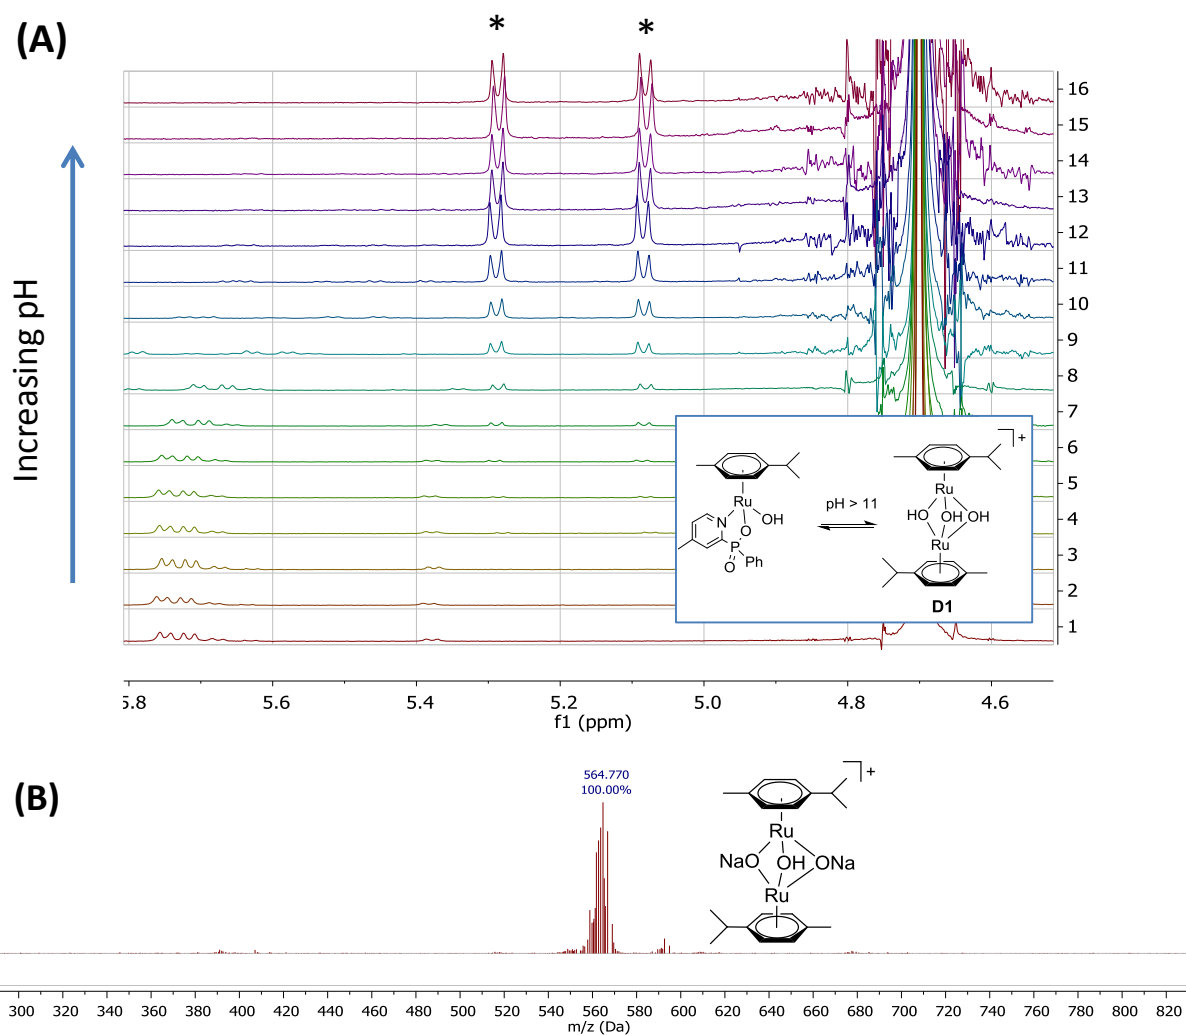 (A)
* *
Increasing pH
16
15
14
13
12
11
10
9
8
7
6
5
4
3
2
1
Ru
OH
N
O
P
O
Ph
pH > 11
+
Ru
HO OH OH
Ru
D1
5.8 5.6 5.4 5.2 5.0 4.8 4.6
f1 (ppm)
(B)
564.770
100.00%
+
Ru
NaO OH ONa
Ru
300 320 340 360 380 400 420 440 460 480 500 520 540 560 580 600 620 640 660 680 700 720 740 760 780 800 820
m/z (Da)